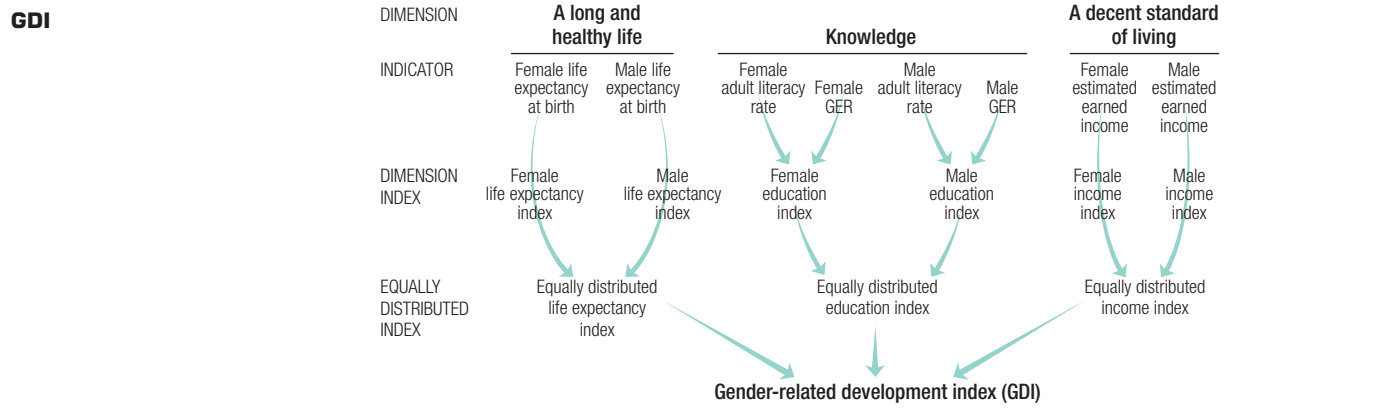 GDI
DIMENSION
A long and
healthy life
Knowledge
A decent standard
of living
INDICATOR
Female life
expectancy
at birth
Male life
expectancy
at birth
Female
adult literacy
rate
Female
GER
Male
adult literacy
rate
Male
GER
Female
estimated
earned
income
Male
estimated
earned
income
DIMENSION
INDEX
Female
life expectancy
index
Male
life expectancy
index
Female
education
index
Male
education
index
Female
income
index
Male
income
index
EQUALLY
DISTRIBUTED
INDEX
Equally distributed
life expectancy
index
Equally distributed
education index
Equally distributed
income index
Gender-related development index (GDI)